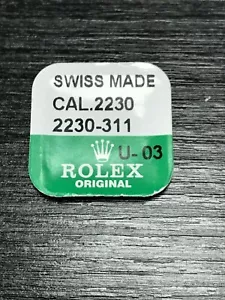 SWISS MADE
CAL.2230
2230-311
U-03
ROLEX
ORIGINAL